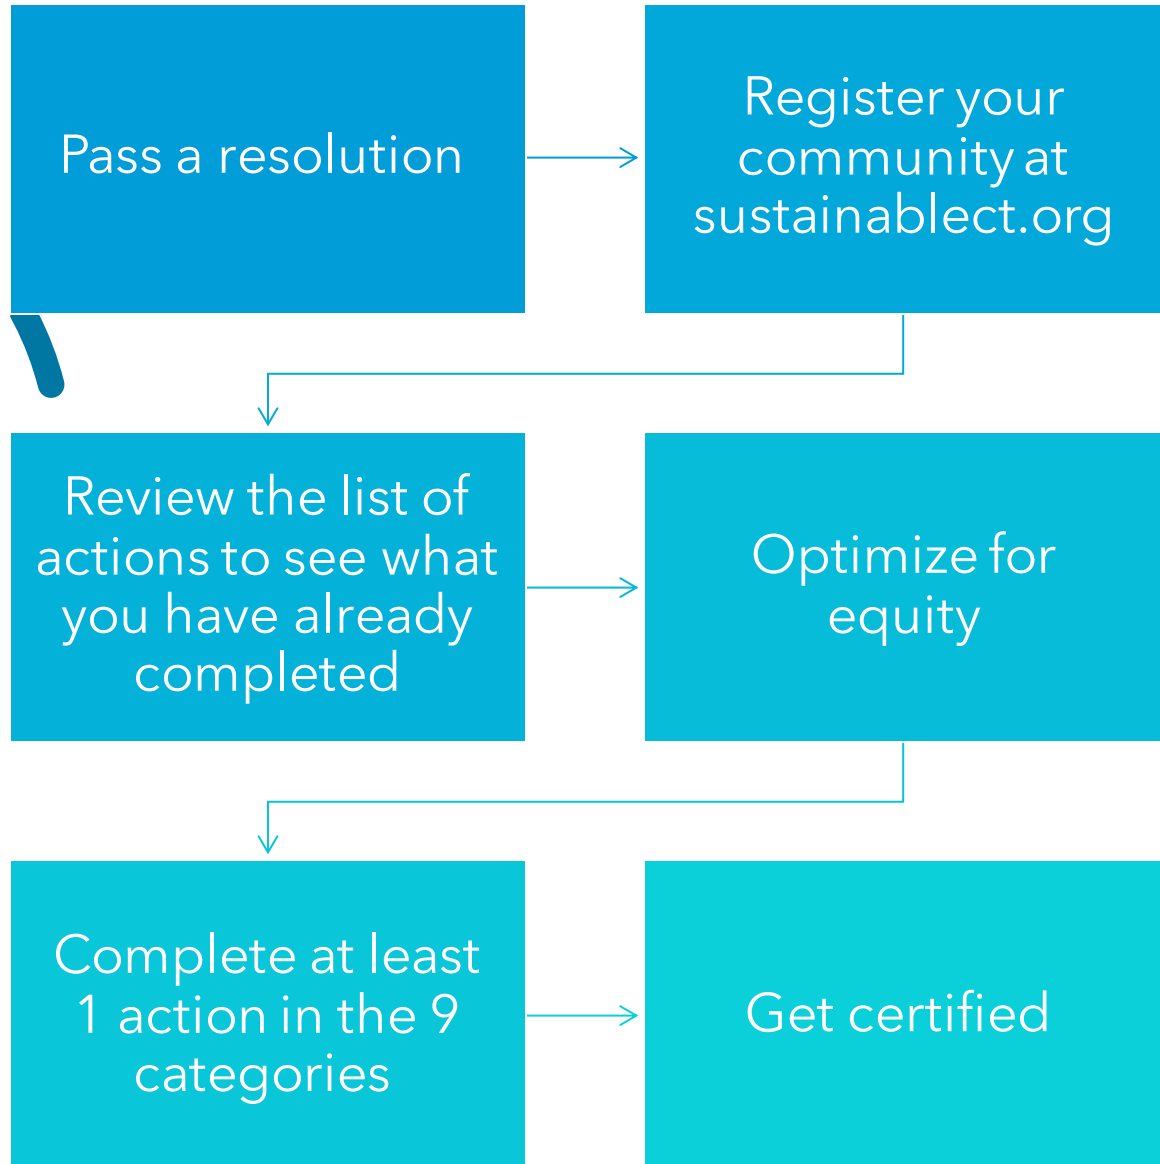 Pass a resolution
Register your
community at
sustainablect.org
Review the list of
actions to see what
you have already
completed
Optimize for
equity
Complete at least
1 action in the 9
categories
Get certified